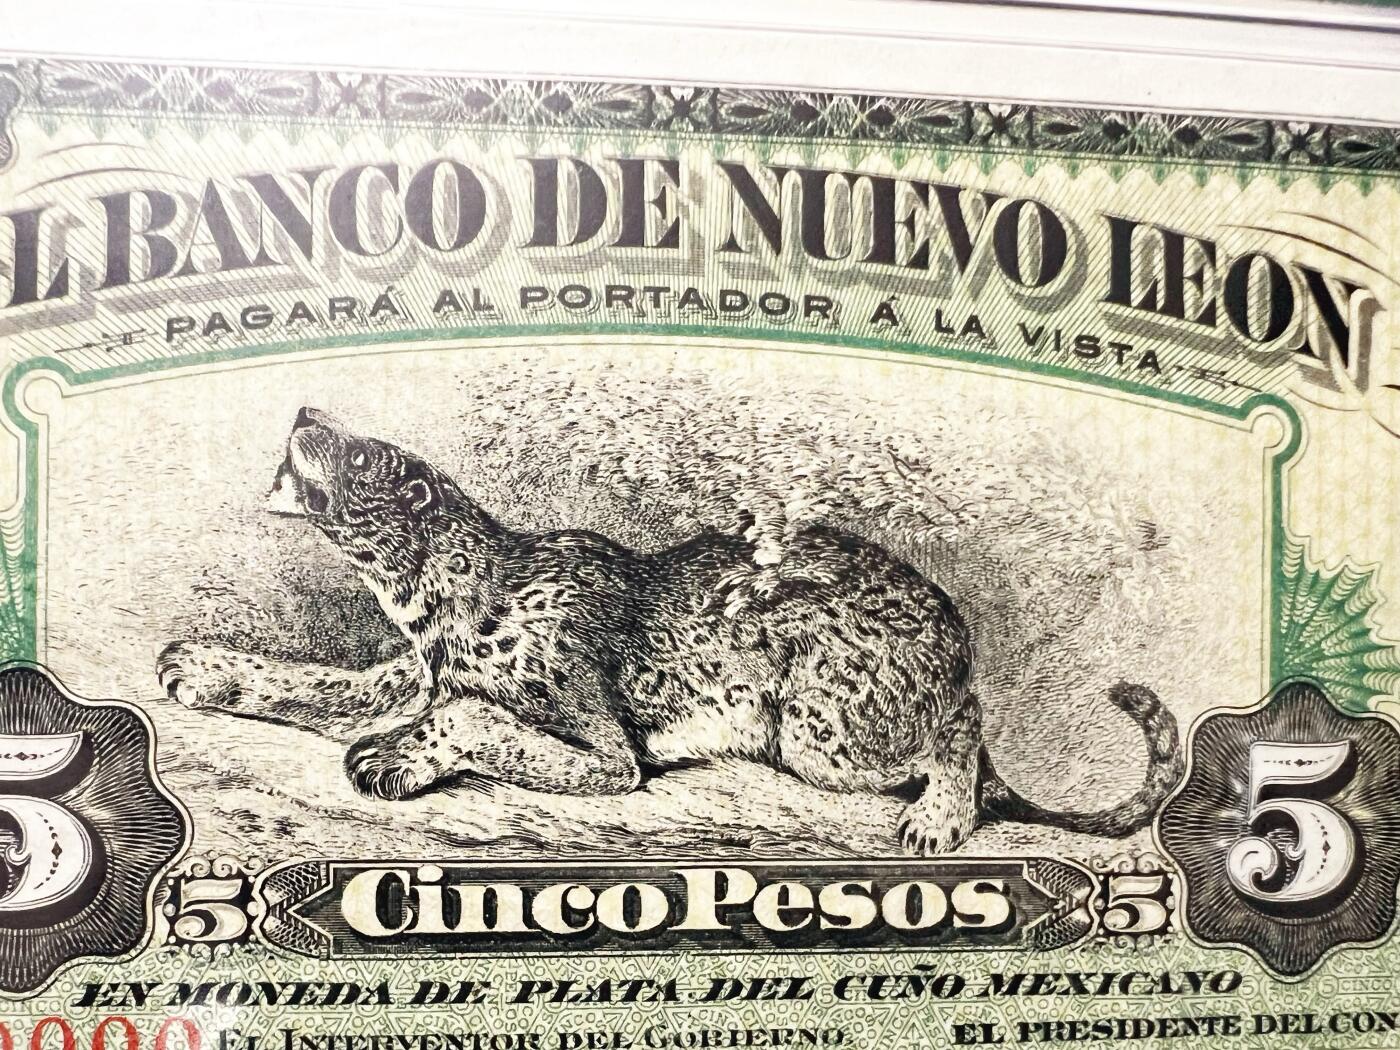 L BANCO DE NUEVO LEON
PAGARÁ AL PORTADOR Á LA VISTA
5 5
5 Cinco Pesos 5
EN MONEDA DE PLATA DEL CUÑO MEXICANO
0000 EL INTERVENTOR DEL GOBIERNO, EL PRESIDENTE DEL CON